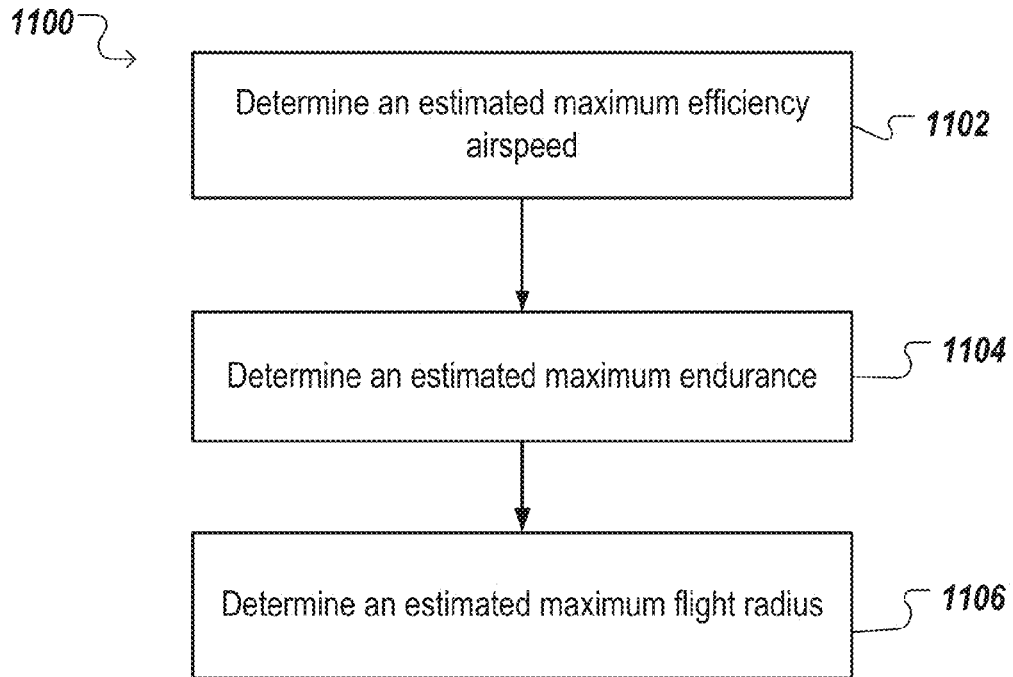 1100
Determine an estimated maximum efficiency
airspeed
1102
Determine an estimated maximum endurance
1104
Determine an estimated maximum flight radius
1106